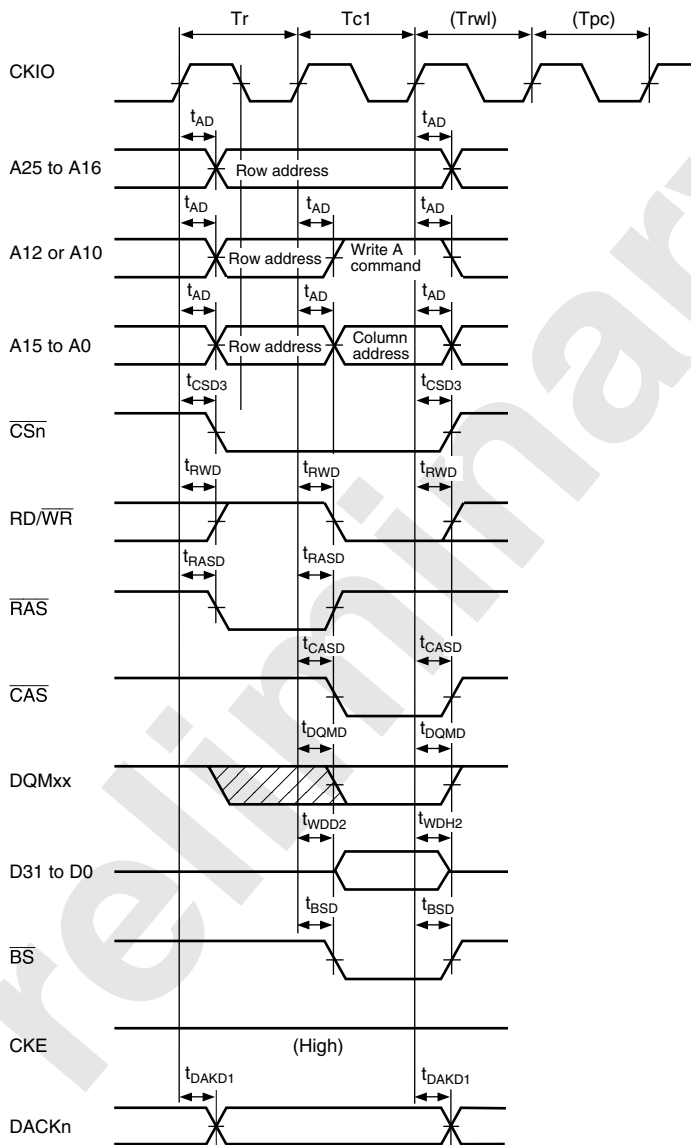 Tr Tc1 (Trwl) (Tpc)
CKIO
tAD tAD
A25 to A16 Row address
tAD tAD tAD
A12 or A10 Row address Write A
command
tAD tAD tAD
A15 to A0 Row address Column
address
tCSD3 tCSD3
CSn
tRWD tRWD tRWD
RD/WR
tRASD tRASD
RAS
tCASD tCASD
CAS
tDQMD tDQMD
DQMxx
tWDD2 tWDH2
D31 to D0
tBSD tBSD
BS
CKE (High)
tDAKD1 tDAKD1
DACKn
reliminary